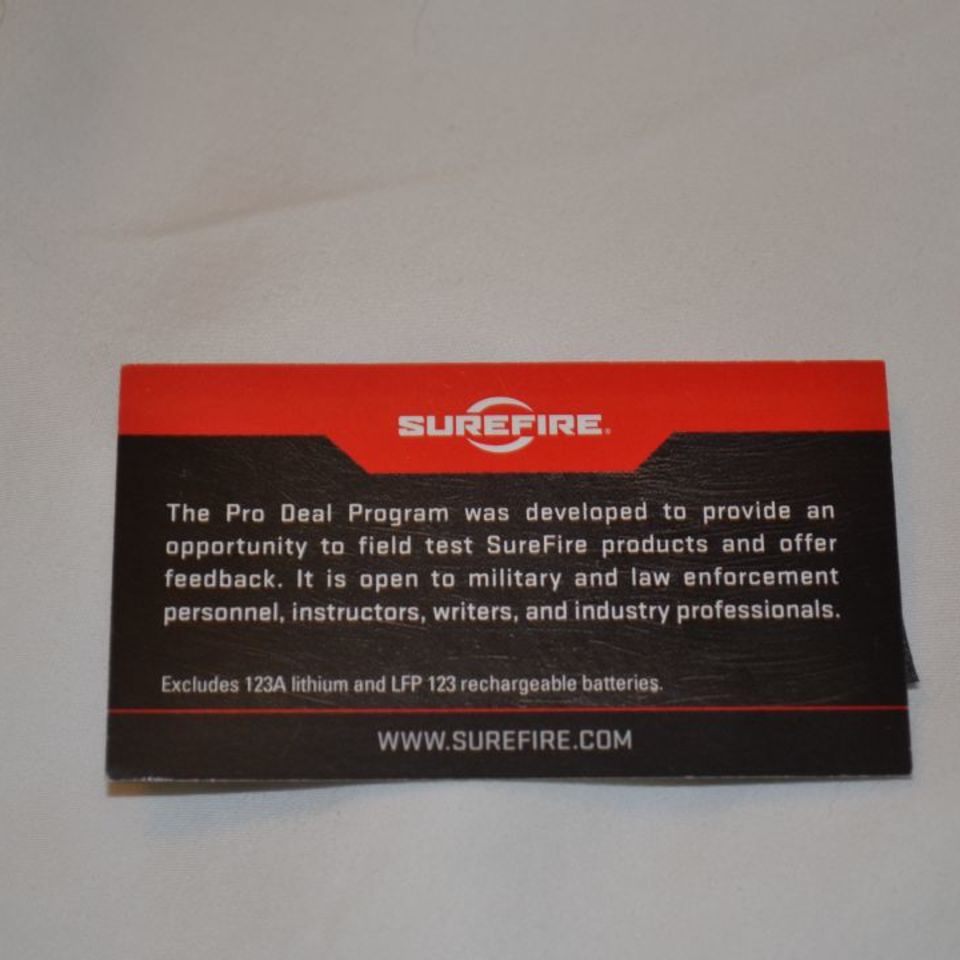 SUREFIRE
The Pro Deal Program was developed to provide an
opportunity to field test SureFire products and offer
feedback. It is open to military and law enforcement
personnel, instructors, writers, and industry professionals.
Excludes 123A lithium and LFP 123 rechargeable batteries.
WWW.SUREFIRE.COM